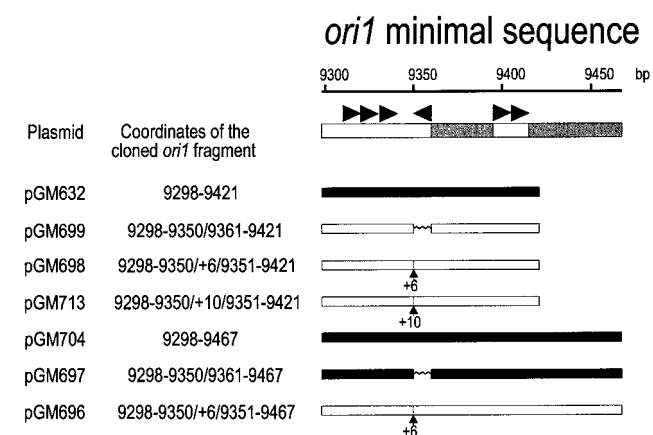 ori1 minimal sequence
9300 9350 9400 9450 bp
Plasmid Coordinates of the
cloned ori1 fragment
pGM632 9298-9421
pGM699 9298-9350/9361-9421
pGM698 9298-9350/+6/9351-9421
+6
pGM713 9298-9350/+10/9351-9421
+10
pGM704 9298-9467
pGM697 9298-9350/9361-9467
pGM696 9298-9350/+6/9351-9467
+6